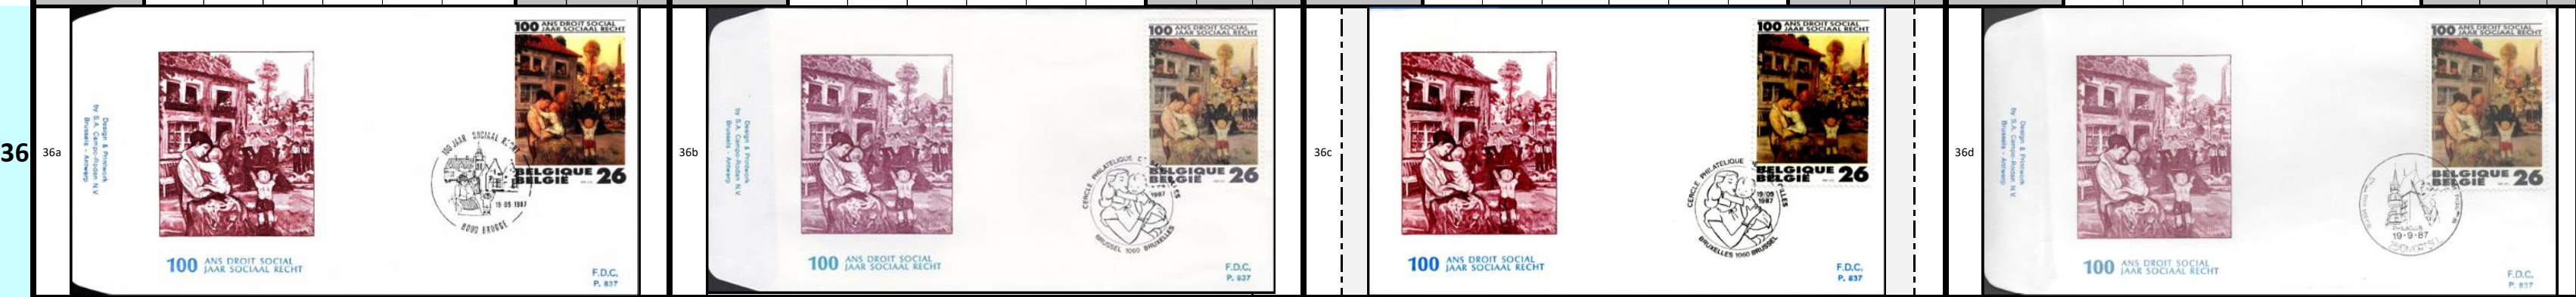 36
36a
Design & Printwork
by S.A. Campo-Roden N.V.
Brussels - Antwerp
100 ANS DROIT SOCIAL
JAAR SOCIAAL RECHT
100 JAAR SOCIAAL
19-09-1987
8000 BRUGGE
BELGIQUE
BELGIË 26
100 ANS DROIT SOCIAL
JAAR SOCIAAL RECHT
F.D.C.
P. 837
36b
Design & Printwork
by S.A. Campo-Roden N.V.
Brussels - Antwerp
100 ANS DROIT SOCIAL
JAAR SOCIAAL RECHT
BELGIQUE
BELGIË 26
CERCLE PHILATELIQUE
1987
BRUSSEL 1060 BRUXELLES
100 ANS DROIT SOCIAL
JAAR SOCIAAL RECHT
F.D.C.
P. 837
36c
100 ANS DROIT SOCIAL
JAAR SOCIAAL RECHT
BELGIQUE
BELGIË 26
CERCLE PHILATELIQUE
19/09
1987
BRUXELLES 1060 BRUSSEL
100 ANS DROIT SOCIAL
JAAR SOCIAAL RECHT
F.D.C.
P. 837
36d
Design & Printwork
by S.A. Campo-Roden N.V.
Brussels - Antwerp
100 ANS DROIT SOCIAL
JAAR SOCIAAL RECHT
BELGIQUE
BELGIË 26
19-9-87
100 ANS DROIT SOCIAL
JAAR SOCIAAL RECHT
F.D.C.
P. 837